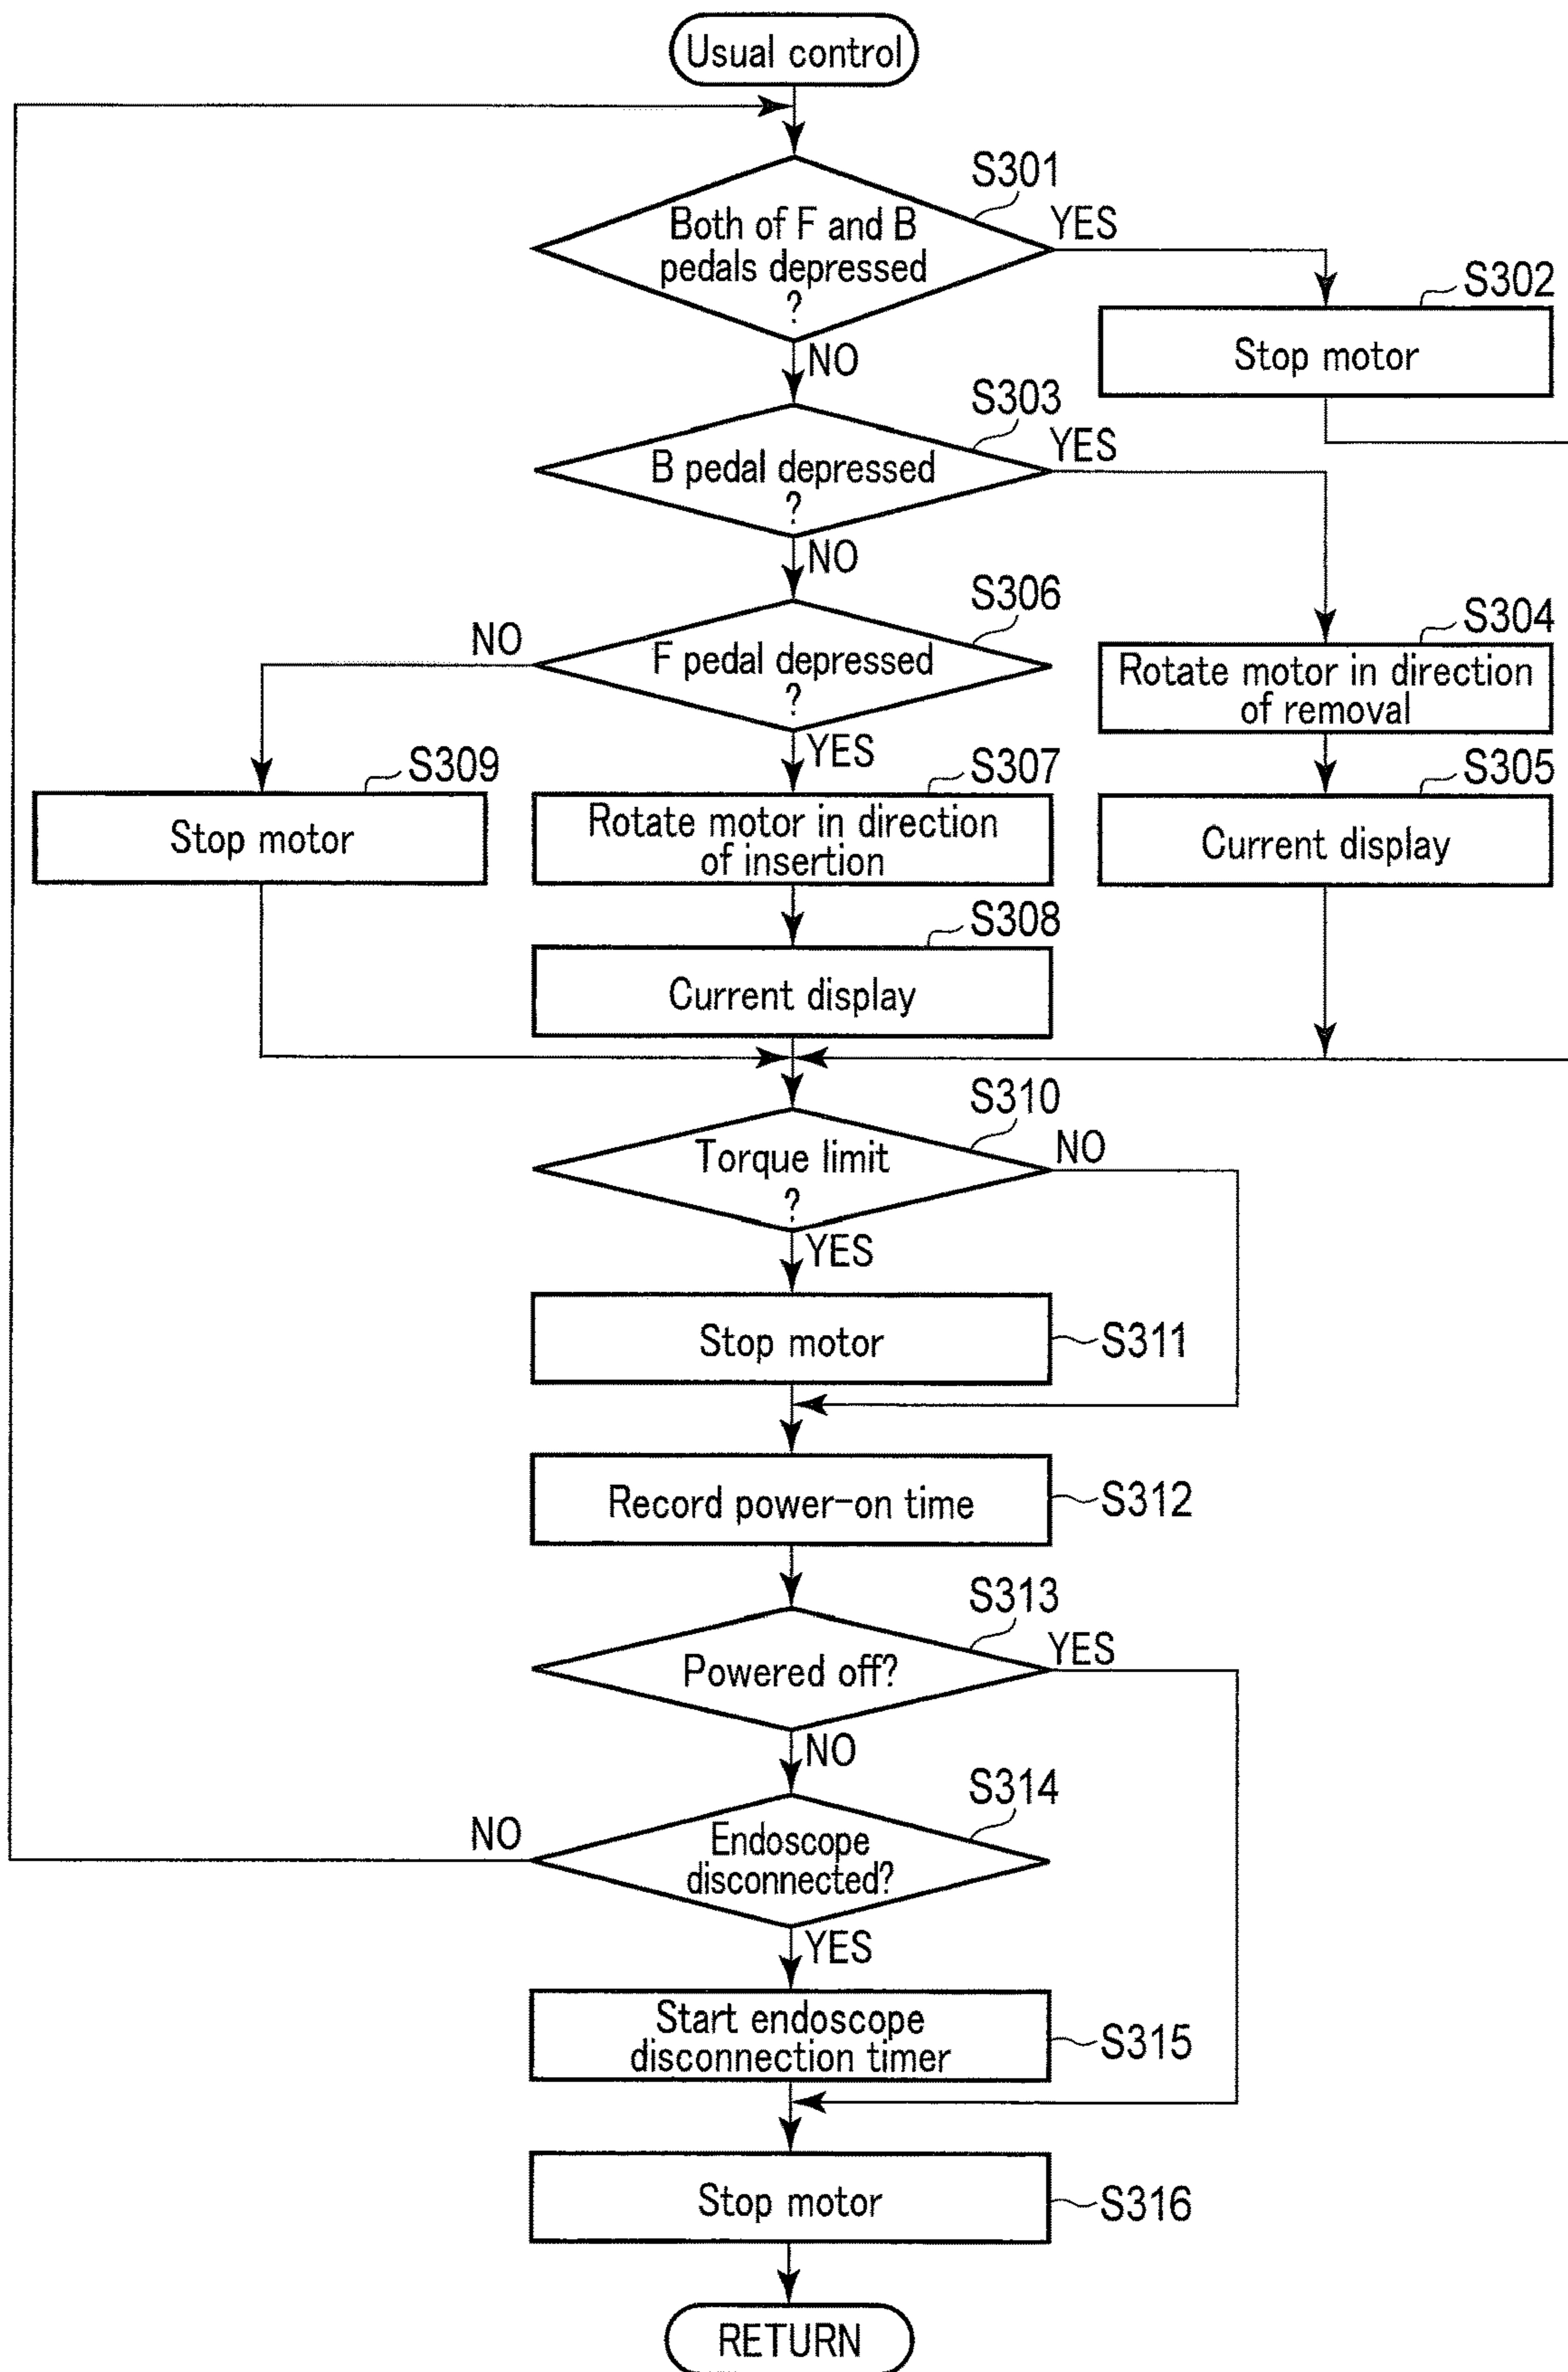 Usual control
S301
Both of F and B
pedals depressed
?
YES
NO
S302
Stop motor
S303
B pedal depressed
?
YES
NO
S304
Rotate motor in direction
of removal
S305
Current display
S306
F pedal depressed
?
NO
YES
S309
Stop motor
S307
Rotate motor in direction
of insertion
S308
Current display
S310
Torque limit
?
NO
YES
Stop motor
S311
Record power-on time
S312
S313
Powered off?
YES
NO
S314
Endoscope
disconnected?
NO
YES
Start endoscope
disconnection timer
S315
Stop motor
S316
RETURN